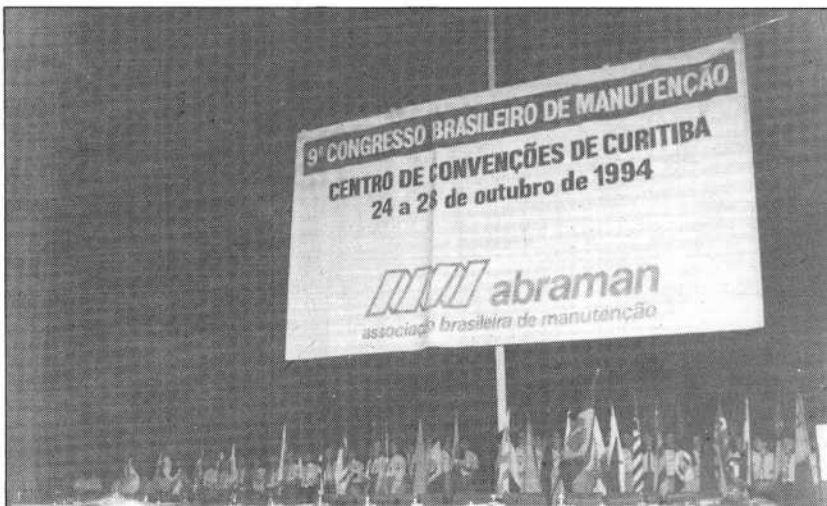 9º CONGRESSO BRASILEIRO DE MANUTENÇÃO
CENTRO DE CONVENÇÕES DE CURITIBA
24 a 28 de outubro de 1994
abraman
associação brasileira de manutenção